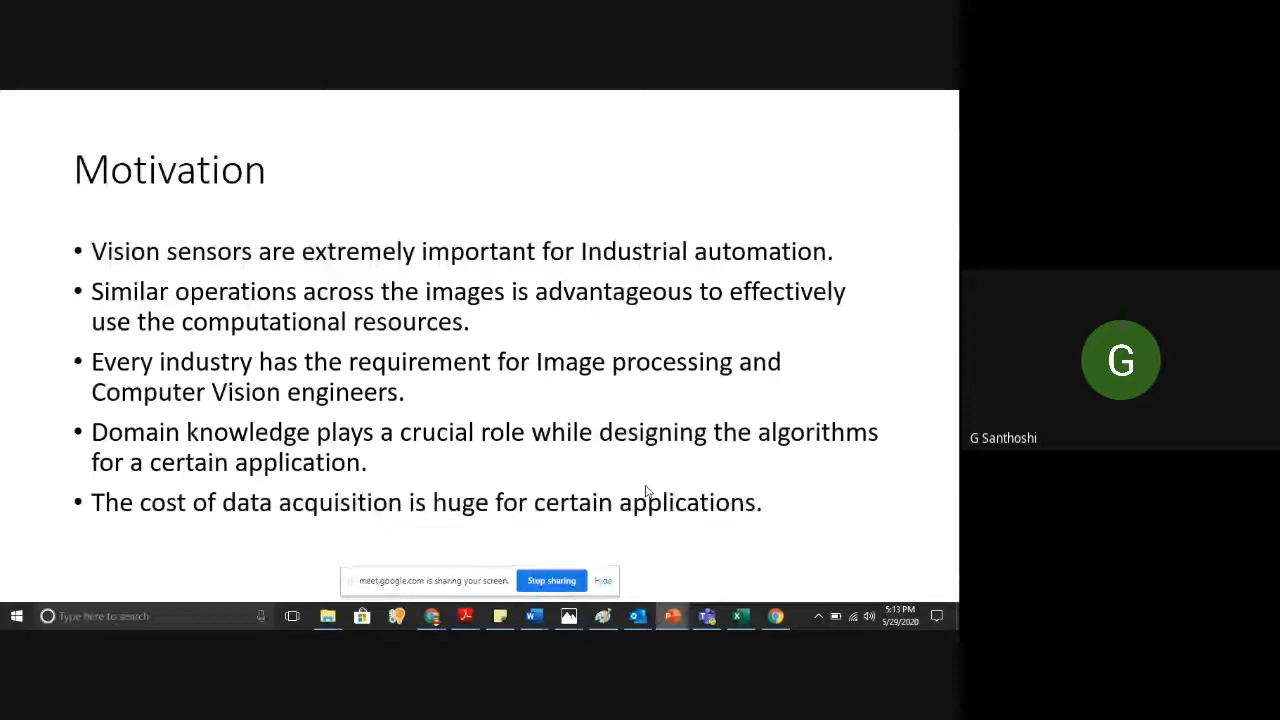 Motivation
• Vision sensors are extremely important for Industrial automation.
• Similar operations across the images is advantageous to effectively
use the computational resources.
• Every industry has the requirement for Image processing and
Computer Vision engineers.
• Domain knowledge plays a crucial role while designing the algorithms
for a certain application.
• The cost of data acquisition is huge for certain applications.
G
G Santhoshi
meet.google.com is sharing your screen. Stop sharing Hide
Type here to search
5:13 PM
5/29/2020